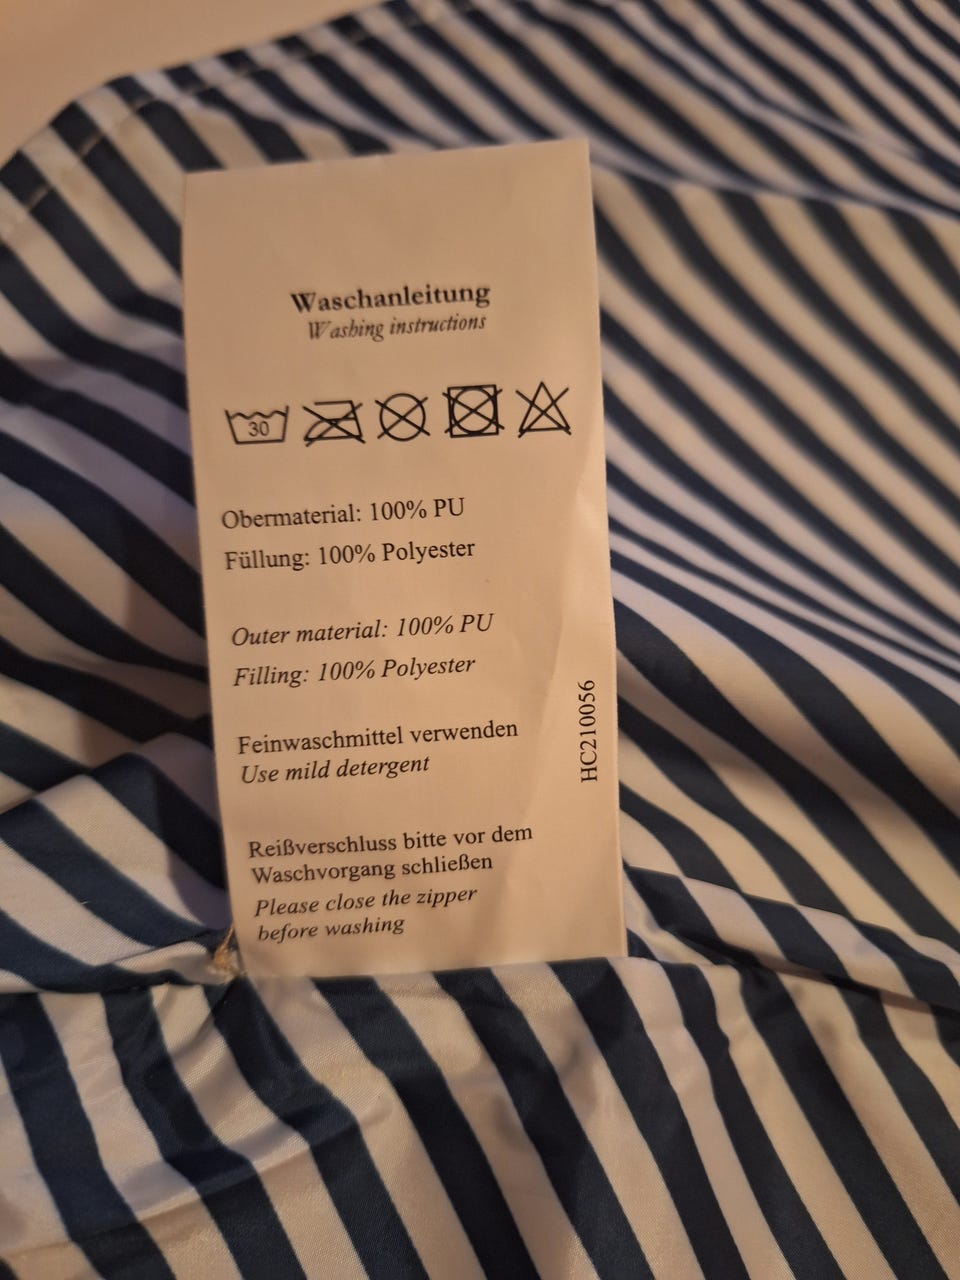 Waschanleitung
Washing instructions
30
Obermaterial: 100% PU
Füllung: 100% Polyester
Outer material: 100% PU
Filling: 100% Polyester
HC210056
Feinwaschmittel verwenden
Use mild detergent
Reißverschluss bitte vor dem
Waschvorgang schließen
Please close the zipper
before washing